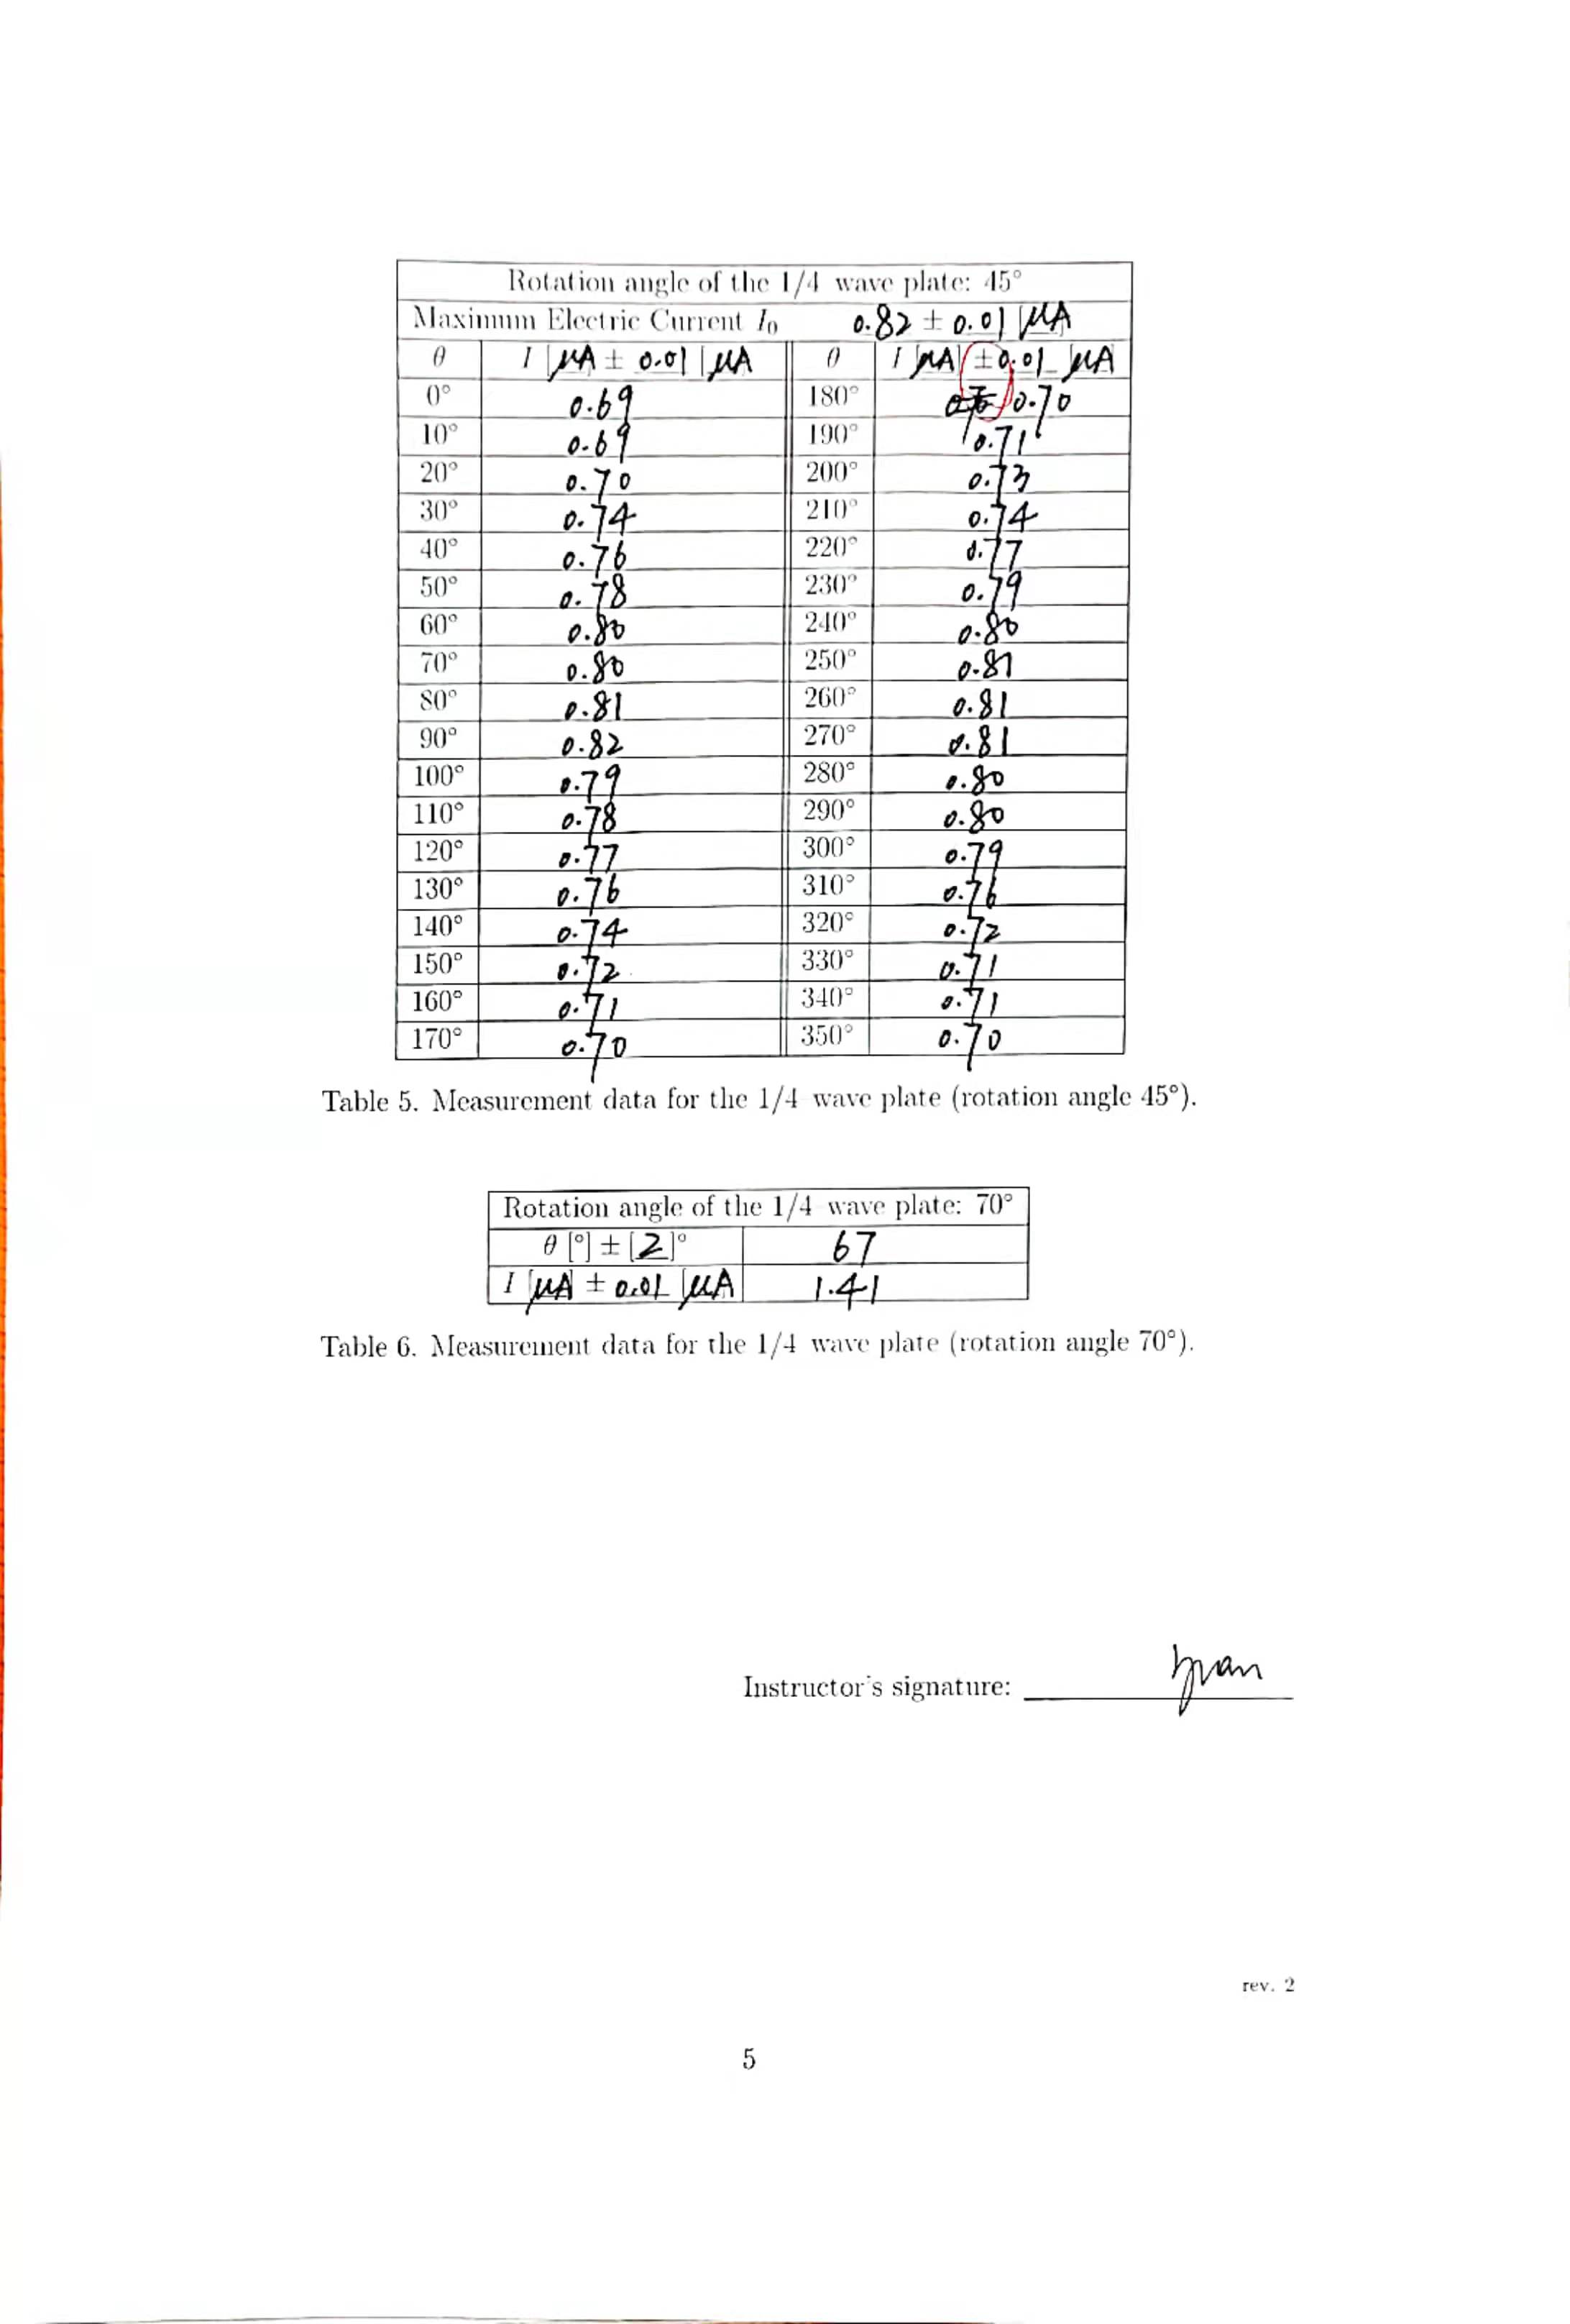 Rotation angle of the 1/4 wave plate: 45°
Maximum Electric Current I₀ 0.82 ± 0.01 [μA]
θ I [μA] ± 0.01 [μA] θ I [μA] ± 0.01 [μA]
0° 0.69 180° 0.70
10° 0.69 190° 0.71
20° 0.70 200° 0.73
30° 0.74 210° 0.74
40° 0.76 220° 0.77
50° 0.78 230° 0.79
60° 0.80 240° 0.80
70° 0.80 250° 0.81
80° 0.81 260° 0.81
90° 0.82 270° 0.81
100° 0.79 280° 0.80
110° 0.78 290° 0.80
120° 0.77 300° 0.79
130° 0.76 310° 0.76
140° 0.74 320° 0.72
150° 0.72 330° 0.71
160° 0.71 340° 0.71
170° 0.70 350° 0.70
Table 5. Measurement data for the 1/4 wave plate (rotation angle 45°).
Rotation angle of the 1/4 wave plate: 70°
θ [°] ± [2]° 67
I [μA] ± 0.01 [μA] 1.41
Table 6. Measurement data for the 1/4 wave plate (rotation angle 70°).
Instructor's signature:
rev. 2
5